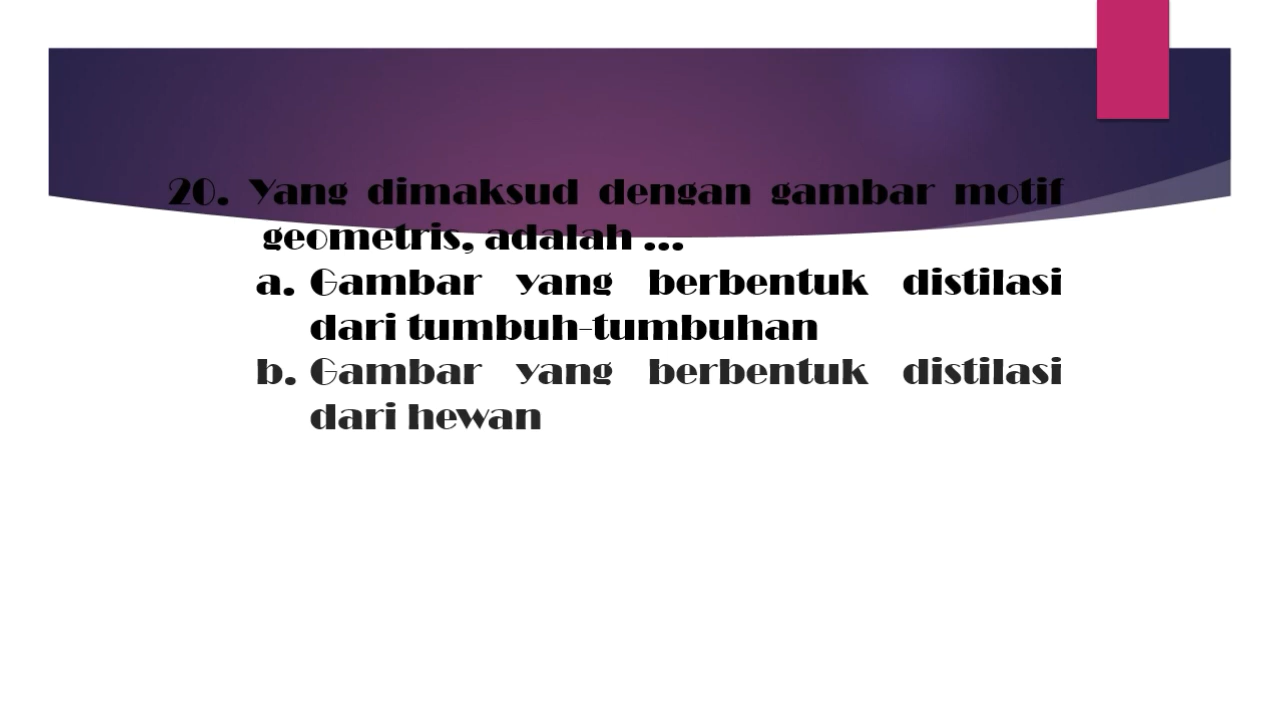 20. Yang dimaksud dengan gambar motif
geometris, adalah ...
a. Gambar yang berbentuk distilasi
dari tumbuh-tumbuhan
b. Gambar yang berbentuk distilasi
dari hewan